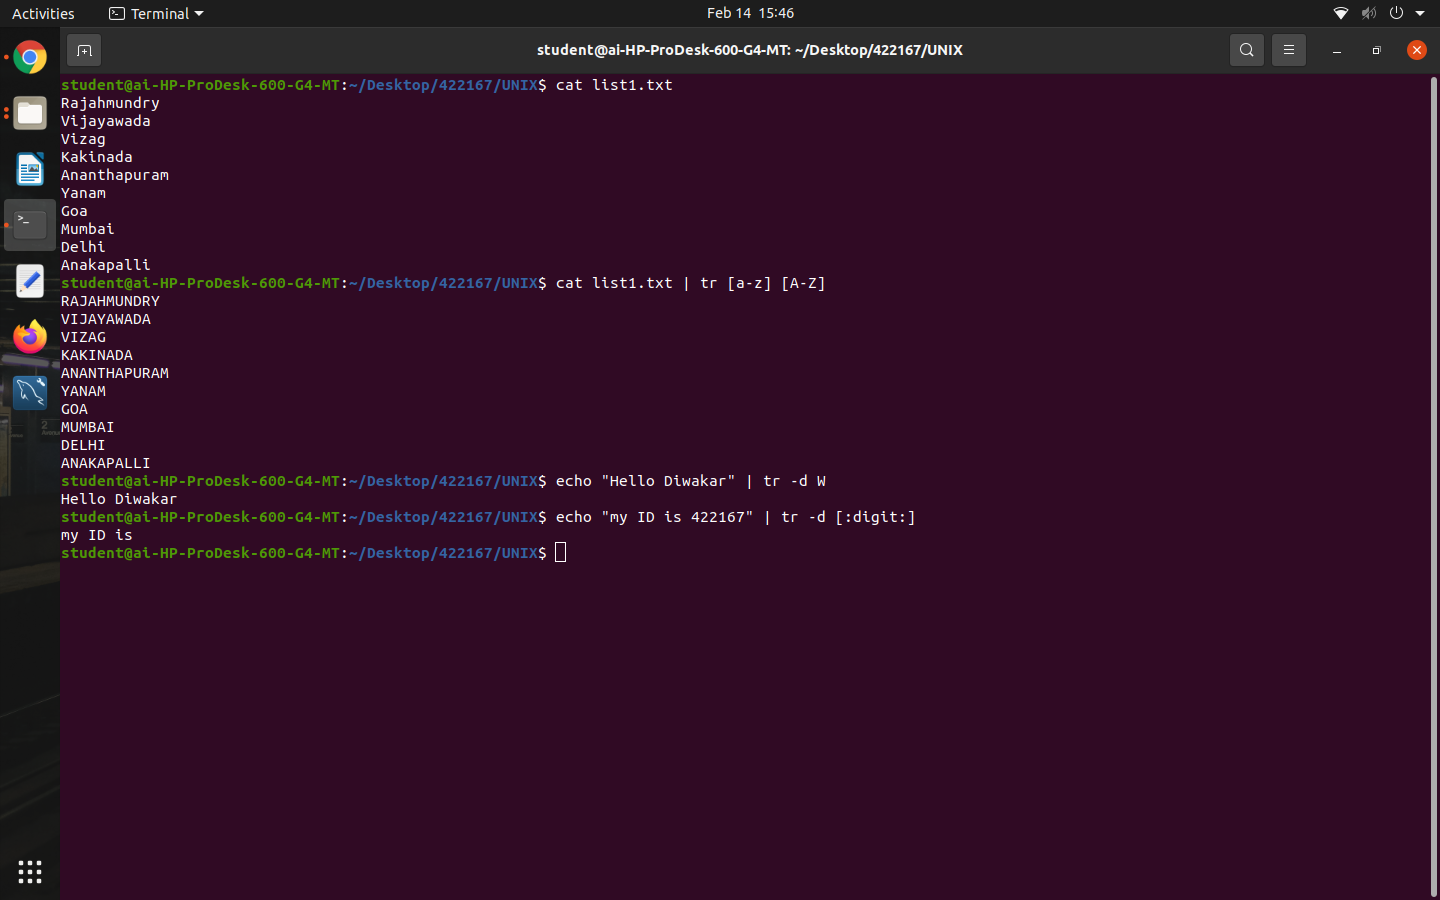 Activities
Terminal
Feb 14 15:46
student@ai-HP-ProDesk-600-G4-MT: ~/Desktop/422167/UNIX
student@ai-HP-ProDesk-600-G4-MT:~/Desktop/422167/UNIX$ cat list1.txt
Rajahmundry
Vijayawada
Vizag
Kakinada
Ananthapuram
Yanam
Goa
Mumbai
Delhi
Anakapalli
student@ai-HP-ProDesk-600-G4-MT:~/Desktop/422167/UNIX$ cat list1.txt | tr [a-z] [A-Z]
RAJAHMUNDRY
VIJAYAWADA
VIZAG
KAKINADA
ANANTHAPURAM
YANAM
GOA
MUMBAI
DELHI
ANAKAPALLI
student@ai-HP-ProDesk-600-G4-MT:~/Desktop/422167/UNIX$ echo "Hello Diwakar" | tr -d W
Hello Diwakar
student@ai-HP-ProDesk-600-G4-MT:~/Desktop/422167/UNIX$ echo "my ID is 422167" | tr -d [:digit:]
my ID is
student@ai-HP-ProDesk-600-G4-MT:~/Desktop/422167/UNIX$